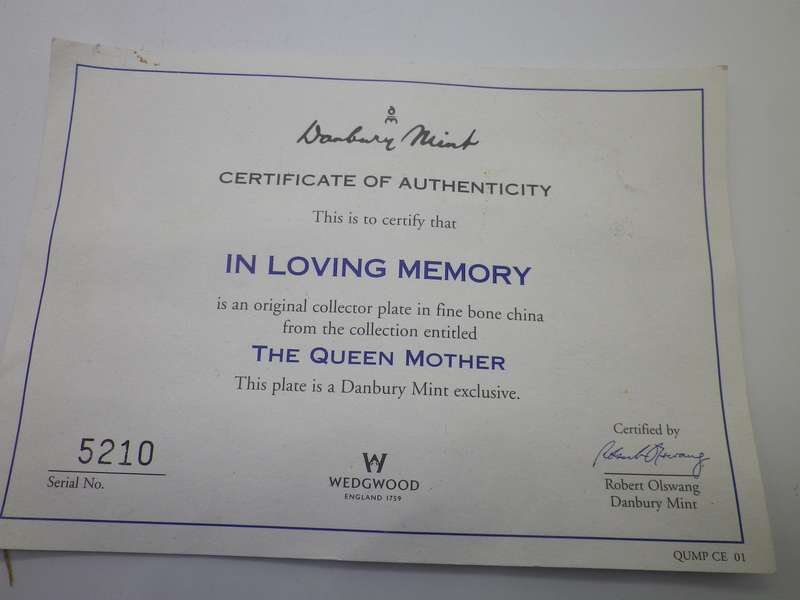 Danbury Mint
CERTIFICATE OF AUTHENTICITY
This is to certify that
IN LOVING MEMORY
is an original collector plate in fine bone china
from the collection entitled
THE QUEEN MOTHER
This plate is a Danbury Mint exclusive.
5210
Serial No.
WEDGWOOD
ENGLAND 1759
Certified by
Robert Olswang
Robert Olswang
Danbury Mint
QUMP CE 01